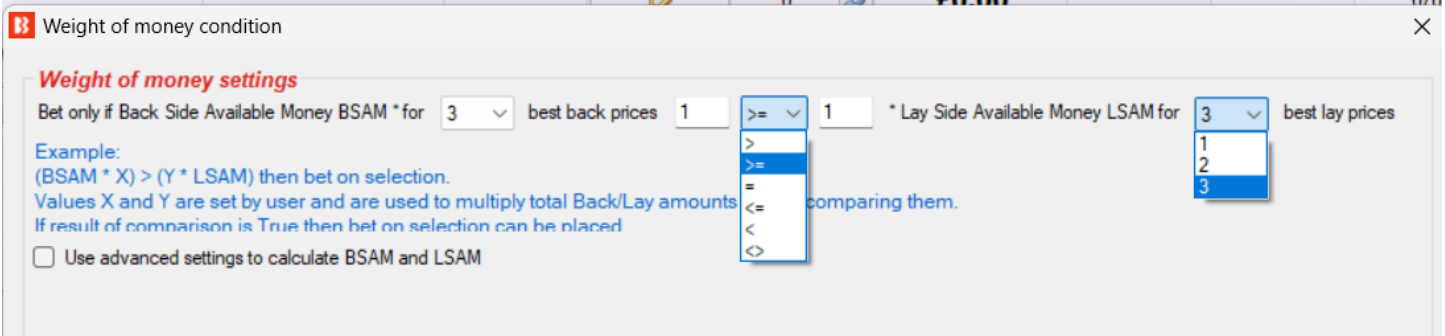 Weight of money condition
Weight of money settings
Bet only if Back Side Available Money BSAM * for 3 best back prices 1 >= 1 * Lay Side Available Money LSAM for 3 best lay prices
Example:
(BSAM * X) > (Y * LSAM) then bet on selection.
Values X and Y are set by user and are used to multiply total Back/Lay amounts comparing them.
If result of comparison is True then bet on selection can be placed
Use advanced settings to calculate BSAM and LSAM
>
>=
=
<=
<
<>
1
2
3